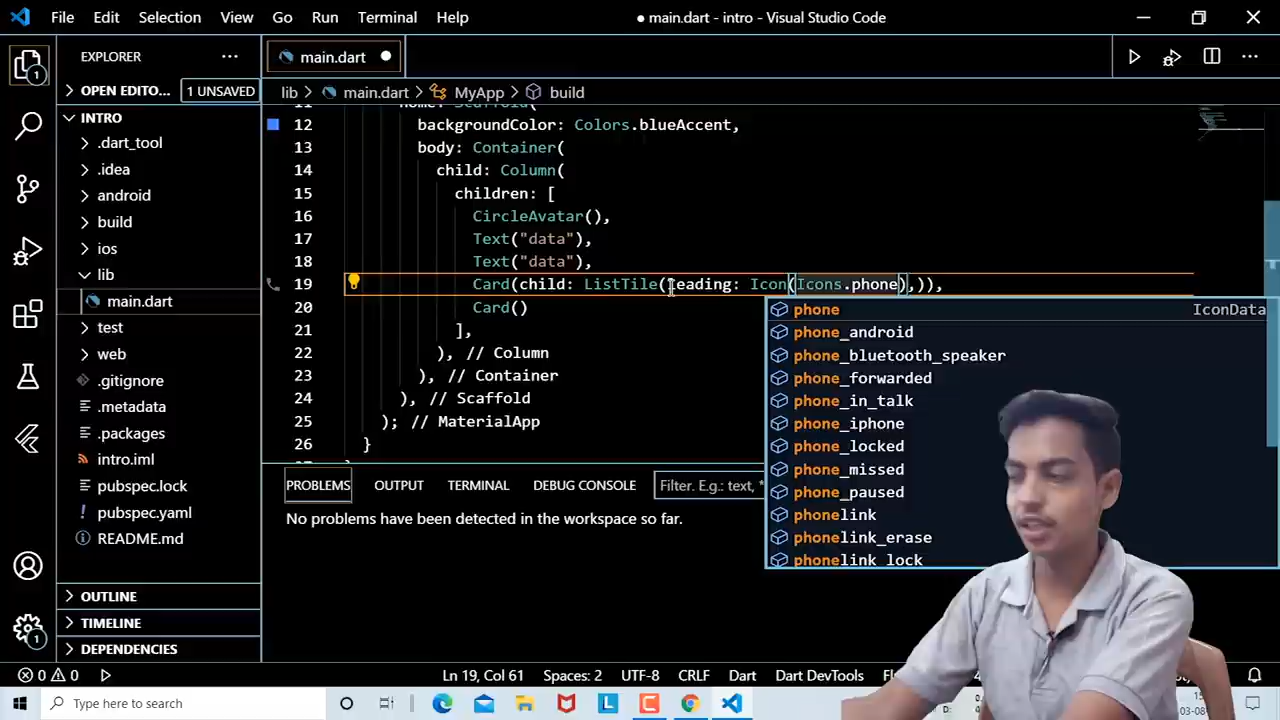 File Edit Selection View Go Run Terminal Help ● main.dart - intro - Visual Studio Code
EXPLORER ···
main.dart ●
OPEN EDITO... 1 UNSAVED
lib > main.dart > MyApp > build
INTRO
.dart_tool
.idea
android
build
ios
lib
main.dart
test
web
.gitignore
.metadata
.packages
intro.iml
pubspec.lock
pubspec.yaml
README.md
OUTLINE
TIMELINE
DEPENDENCIES
11 home: Scaffold(
12 backgroundColor: Colors.blueAccent,
13 body: Container(
14 child: Column(
15 children: [
16 CircleAvatar(),
17 Text("data"),
18 Text("data"),
19 Card(child: ListTile(leading: Icon(Icons.phone),)),
20 Card()
21 ],
22 ), // Column
23 ), // Container
24 ), // Scaffold
25 ); // MaterialApp
26 }
phone IconData
phone_android
phone_bluetooth_speaker
phone_forwarded
phone_in_talk
phone_iphone
phone_locked
phone_missed
phone_paused
phonelink
phonelink_erase
phonelink_lock
PROBLEMS OUTPUT TERMINAL DEBUG CONSOLE Filter. E.g.: text, *
No problems have been detected in the workspace so far.
0 0 Ln 19, Col 61 Spaces: 2 UTF-8 CRLF Dart Dart DevTools
Type here to search